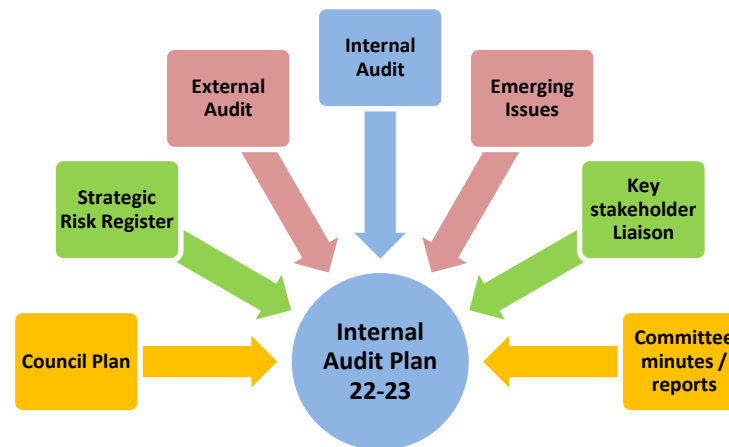 Internal
Audit
External
Audit
Emerging
Issues
Strategic
Risk Register
Key
stakeholder
Liaison
Council Plan
Internal
Audit Plan
22-23
Committee
minutes /
reports